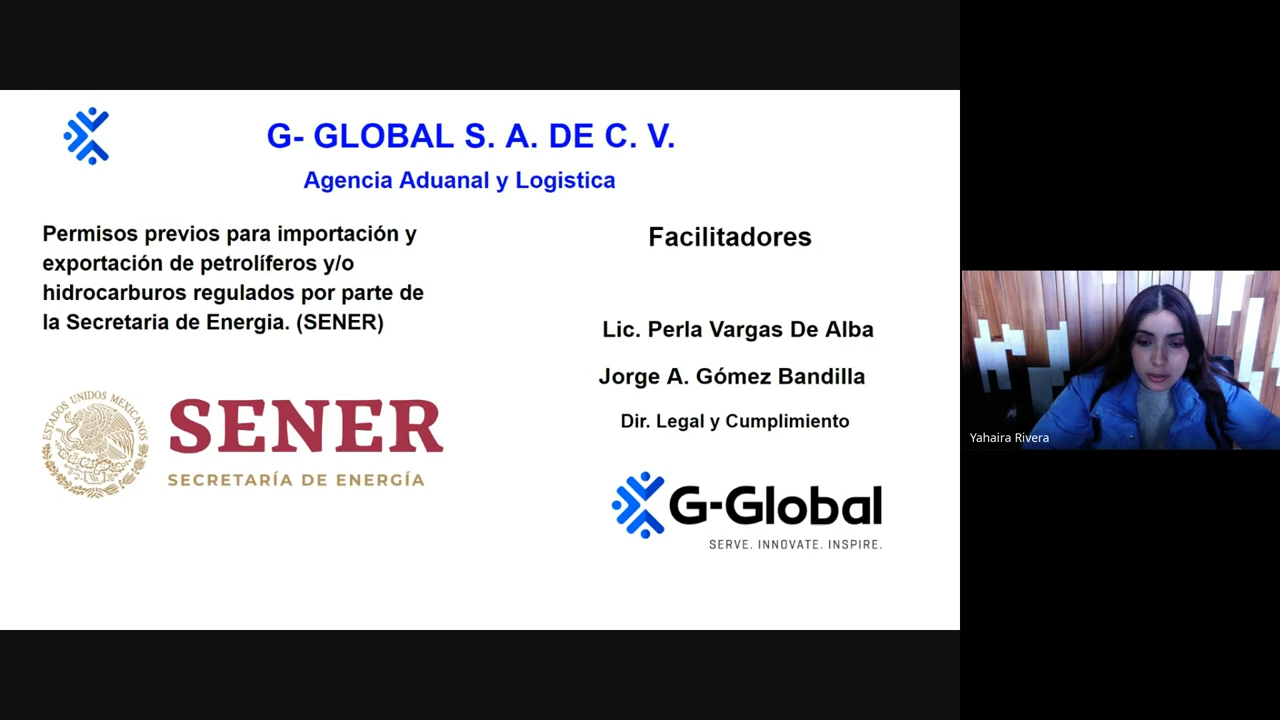 G- GLOBAL S. A. DE C. V.
Agencia Aduanal y Logistica
Permisos previos para importación y
exportación de petrolíferos y/o
hidrocarburos regulados por parte de
la Secretaria de Energia. (SENER)
ESTADOS UNIDOS MEXICANOS
SENER
SECRETARÍA DE ENERGÍA
Facilitadores
Lic. Perla Vargas De Alba
Jorge A. Gómez Bandilla
Dir. Legal y Cumplimiento
G-Global
SERVE. INNOVATE. INSPIRE.
Yahaira Rivera